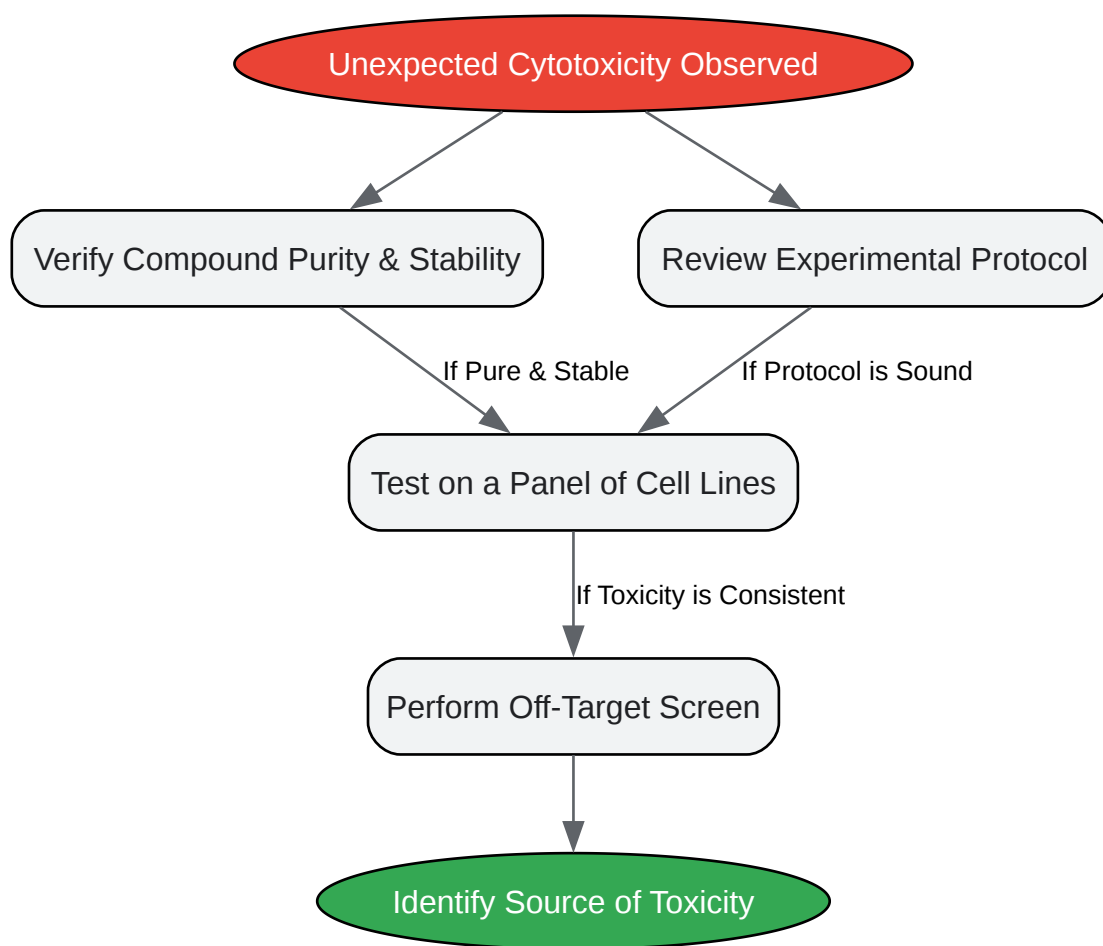 Unexpected Cytotoxicity Observed
Verify Compound Purity & Stability
Review Experimental Protocol
If Pure & Stable
If Protocol is Sound
Test on a Panel of Cell Lines
If Toxicity is Consistent
Perform Off-Target Screen
Identify Source of Toxicity